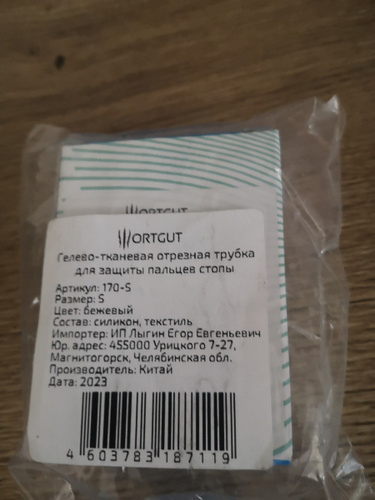 ORTGUT
ORTGUT
Гелево-тканевая отрезная трубка
для защиты пальцев стопы
Артикул: 170-S
Размер: S
Цвет: бежевый
Состав: силикон, текстиль
Импортер: ИП Лыгин Егор Евгеньевич
Юр. адрес: 455000 Урицкого 7-27,
Магнитогорск, Челябинская обл.
Производитель: Китай
Дата: 2023
4 603783 187119